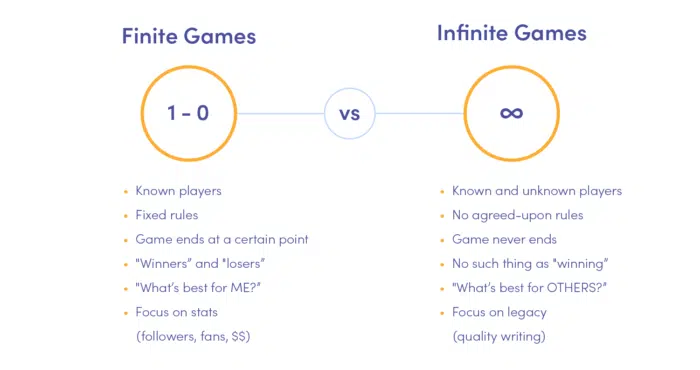 Finite Games
Infinite Games
1 - 0
vs
∞
• Known players
• Fixed rules
• Game ends at a certain point
• "Winners” and "losers”
• "What’s best for ME?”
• Focus on stats
(followers, fans, $$)
• Known and unknown players
• No agreed-upon rules
• Game never ends
• No such thing as "winning”
• "What’s best for OTHERS?”
• Focus on legacy
(quality writing)